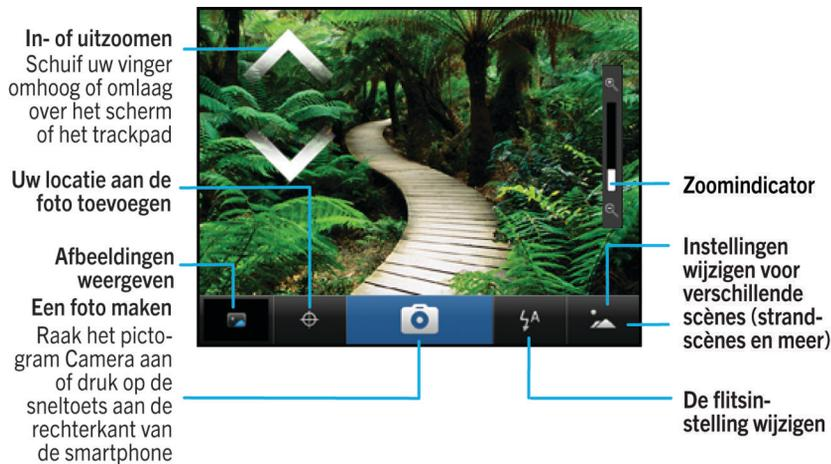 In- of uitzoomen
Schuif uw vinger
omhoog of omlaag
over het scherm
of het trackpad
Uw locatie aan de
foto toevoegen
Afbeeldingen
weergeven
Een foto maken
Raak het picto-
gram Camera aan
of druk op de
sneltoets aan de
rechterkant van
de smartphone
Zoomindicator
Instellingen
wijzigen voor
verschillende
scènes (strand-
scènes en meer)
De flitsin-
stelling wijzigen
A